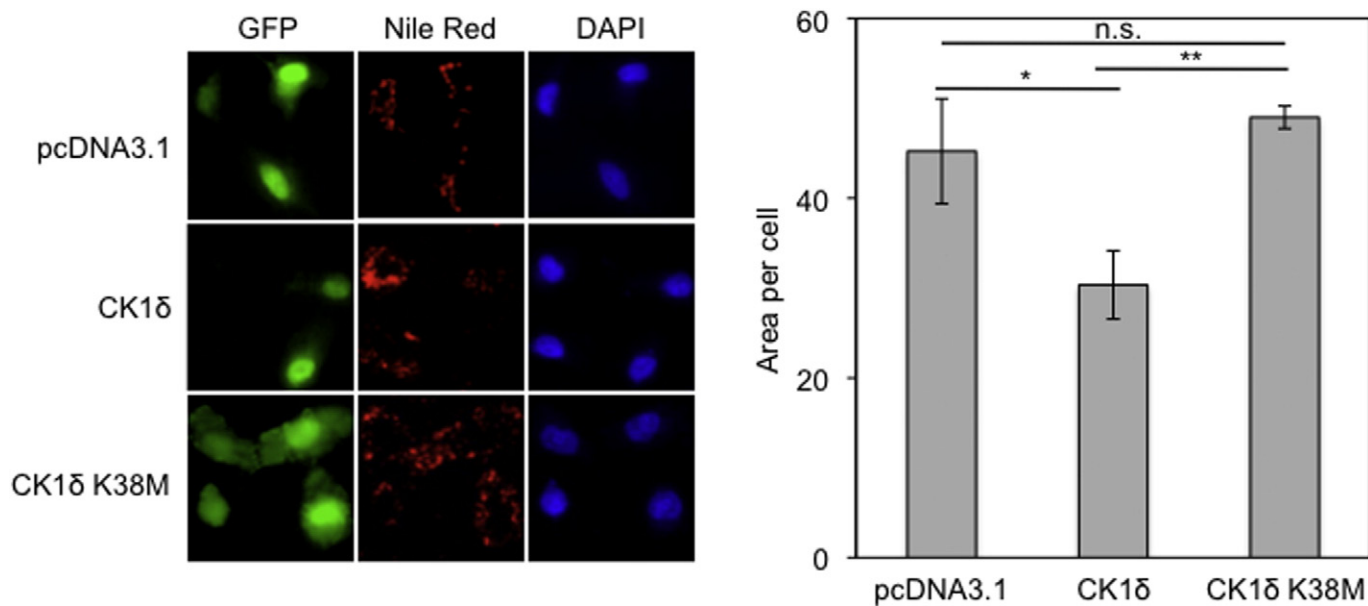 GFP Nile Red DAPI
pcDNA3.1
CK1δ
CK1δ K38M
60
40
20
0
Area per cell
n.s.
*
**
pcDNA3.1 CK1δ CK1δ K38M